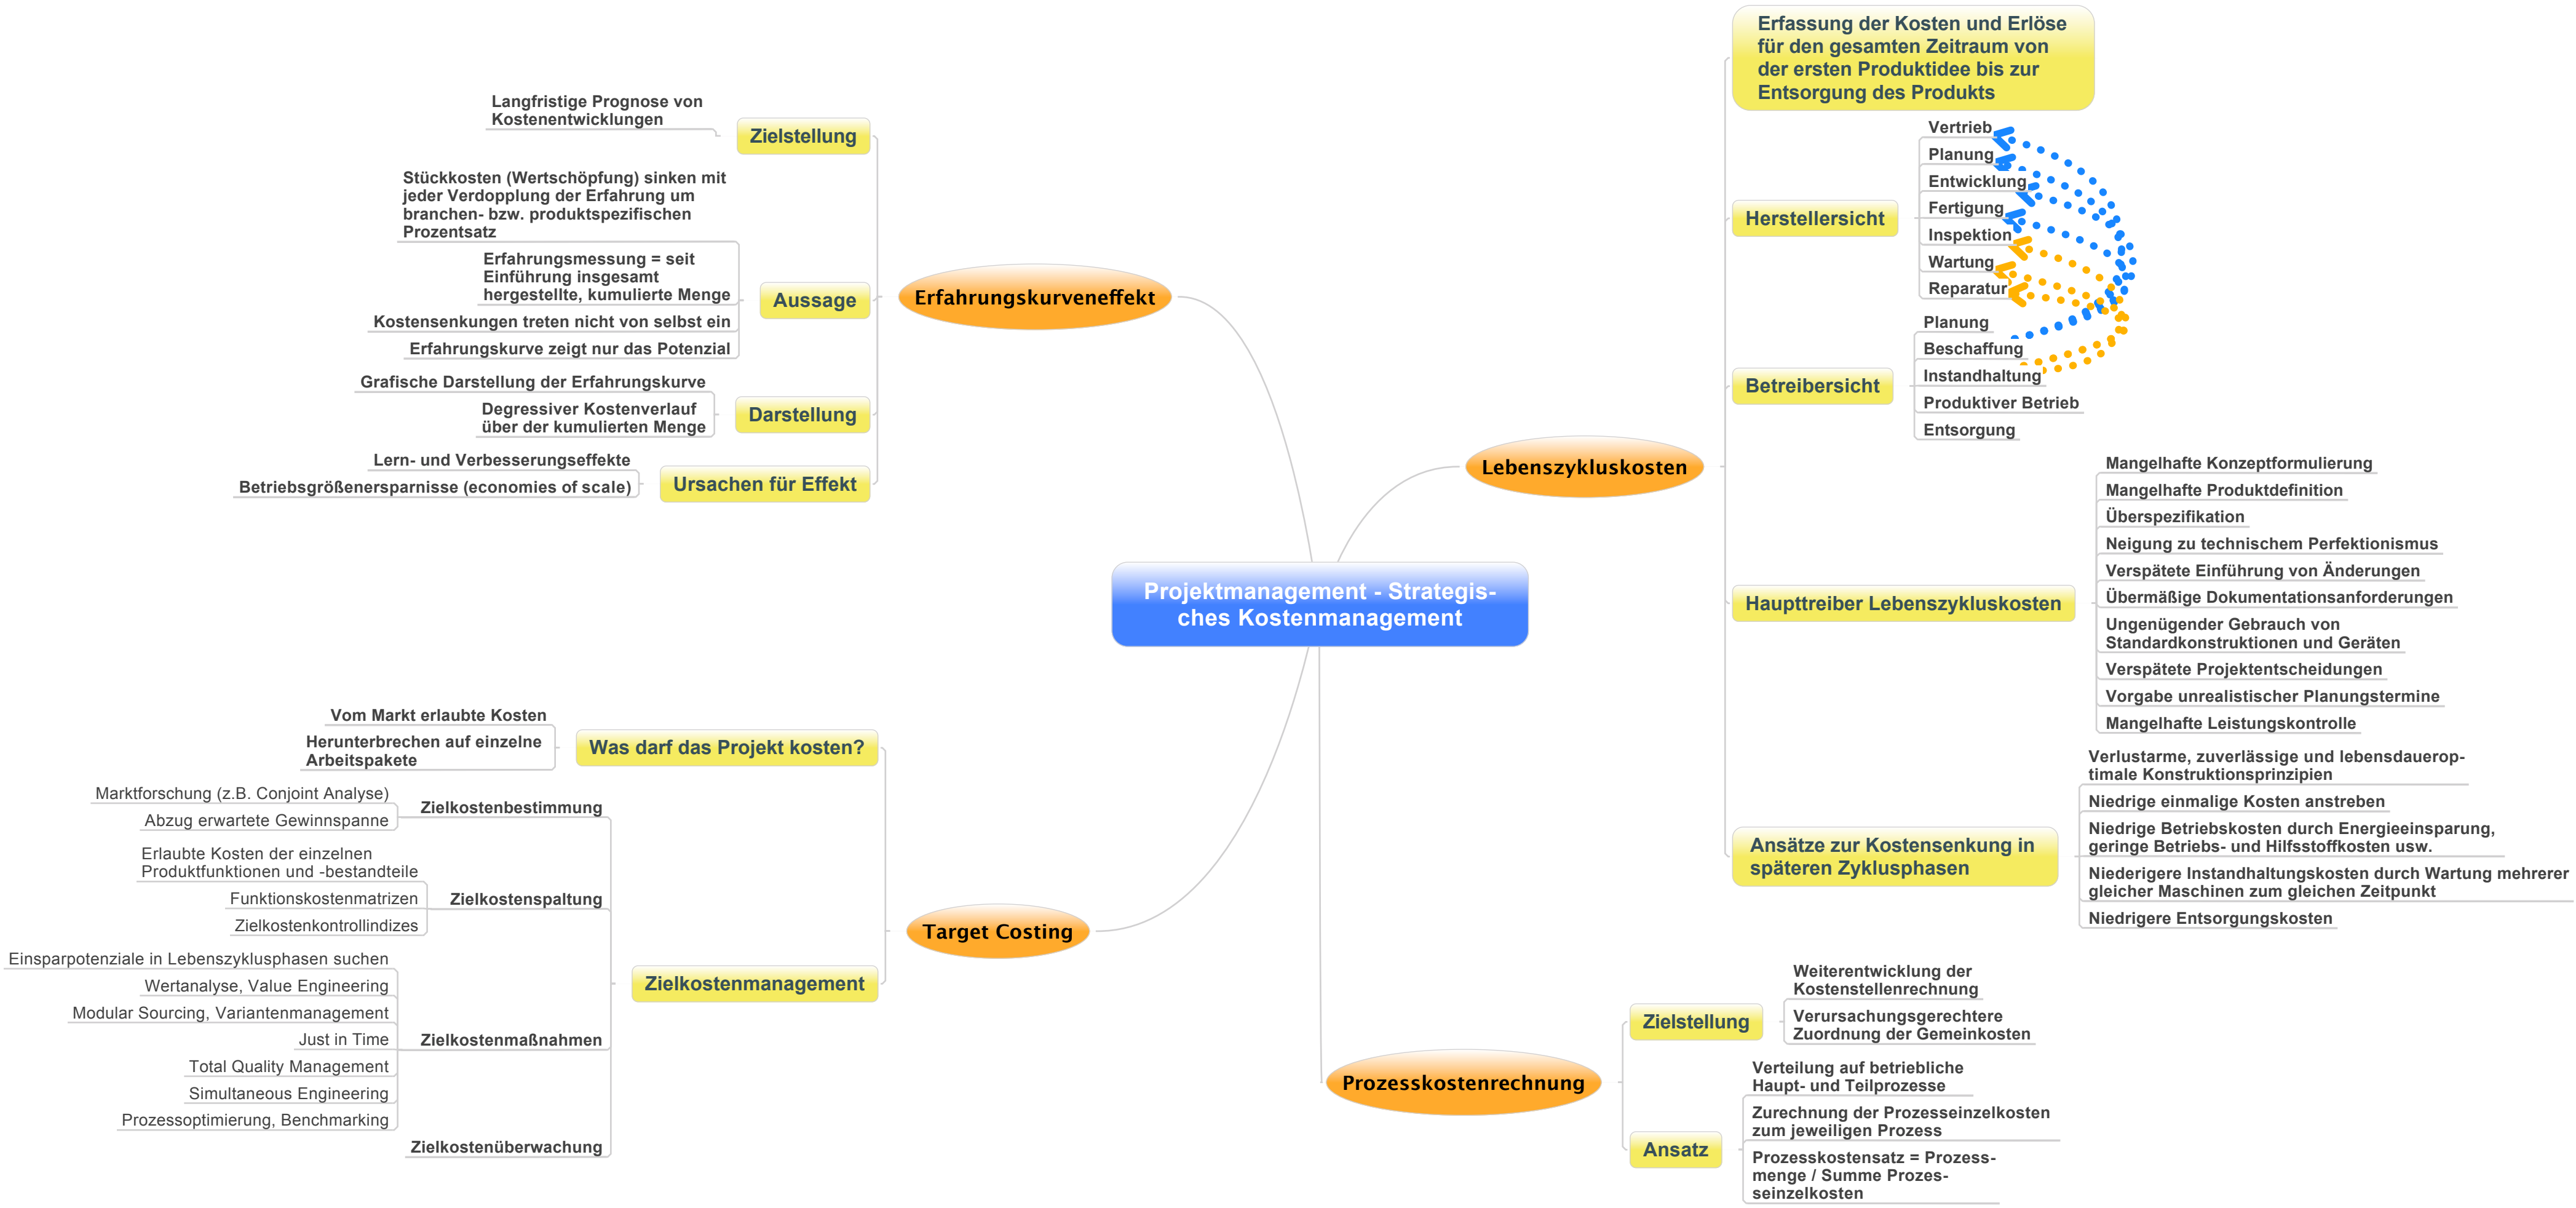 Projektmanagement - Strategis-
ches Kostenmanagement
Erfahrungskurveneffekt
Zielstellung
Langfristige Prognose von
Kostenentwicklungen
Aussage
Stückkosten (Wertschöpfung) sinken mit
jeder Verdopplung der Erfahrung um
branchen- bzw. produktspezifischen
Prozentsatz
Erfahrungsmessung = seit
Einführung insgesamt
hergestellte, kumulierte Menge
Kostensenkungen treten nicht von selbst ein
Erfahrungskurve zeigt nur das Potenzial
Darstellung
Grafische Darstellung der Erfahrungskurve
Degressiver Kostenverlauf
über der kumulierten Menge
Ursachen für Effekt
Lern- und Verbesserungseffekte
Betriebsgrößenersparnisse (economies of scale)
Target Costing
Was darf das Projekt kosten?
Vom Markt erlaubte Kosten
Herunterbrechen auf einzelne
Arbeitspakete
Zielkostenmanagement
Zielkostenbestimmung
Marktforschung (z.B. Conjoint Analyse)
Abzug erwartete Gewinnspanne
Zielkostenspaltung
Erlaubte Kosten der einzelnen
Produktfunktionen und -bestandteile
Funktionskostenmatrizen
Zielkostenkontrollindizes
Zielkostenmaßnahmen
Einsparpotenziale in Lebenszyklusphasen suchen
Wertanalyse, Value Engineering
Modular Sourcing, Variantenmanagement
Just in Time
Total Quality Management
Simultaneous Engineering
Prozessoptimierung, Benchmarking
Zielkostenüberwachung
Lebenszykluskosten
Erfassung der Kosten und Erlöse
für den gesamten Zeitraum von
der ersten Produktidee bis zur
Entsorgung des Produkts
Herstellersicht
Vertrieb
Planung
Entwicklung
Fertigung
Inspektion
Wartung
Reparatur
Betreibersicht
Planung
Beschaffung
Instandhaltung
Produktiver Betrieb
Entsorgung
Haupttreiber Lebenszykluskosten
Mangelhafte Konzeptformulierung
Mangelhafte Produktdefinition
Überspezifikation
Neigung zu technischem Perfektionismus
Verspätete Einführung von Änderungen
Übermäßige Dokumentationsanforderungen
Ungenügender Gebrauch von
Standardkonstruktionen und Geräten
Verspätete Projektentscheidungen
Vorgabe unrealistischer Planungstermine
Mangelhafte Leistungskontrolle
Ansätze zur Kostensenkung in
späteren Zyklusphasen
Verlustarme, zuverlässige und lebensdauerop-
timale Konstruktionsprinzipien
Niedrige einmalige Kosten anstreben
Niedrige Betriebskosten durch Energieeinsparung,
geringe Betriebs- und Hilfsstoffkosten usw.
Niederigere Instandhaltungskosten durch Wartung mehrerer
gleicher Maschinen zum gleichen Zeitpunkt
Niedrigere Entsorgungskosten
Prozesskostenrechnung
Zielstellung
Weiterentwicklung der
Kostenstellenrechnung
Verursachungsgerechtere
Zuordnung der Gemeinkosten
Ansatz
Verteilung auf betriebliche
Haupt- und Teilprozesse
Zurechnung der Prozesseinzelkosten
zum jeweiligen Prozess
Prozesskostensatz = Prozess-
menge / Summe Prozes-
seinzelkosten